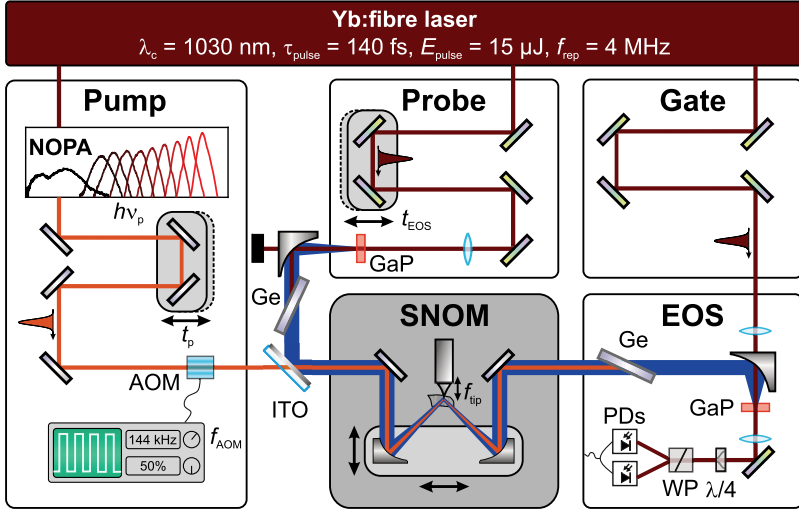 Yb:fibre laser
λc = 1030 nm, τpulse = 140 fs, Epulse = 15 µJ, frep = 4 MHz
Pump
NOPA
hνp
tp
AOM
144 kHz
50%
fAOM
ITO
Ge
Probe
tEOS
GaP
SNOM
ftip
Gate
EOS
Ge
GaP
PDs
WP
λ/4